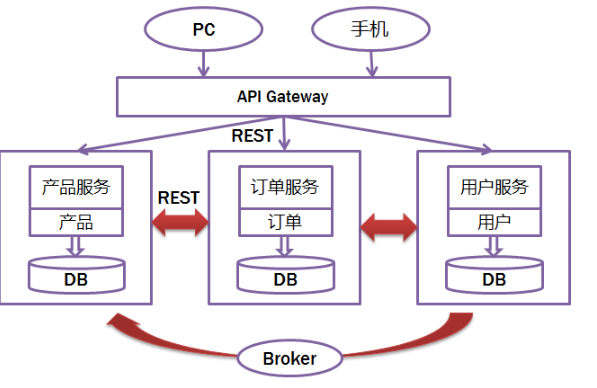 PC
手机
API Gateway
REST
产品服务
产品
DB
REST
订单服务
订单
DB
用户服务
用户
DB
Broker